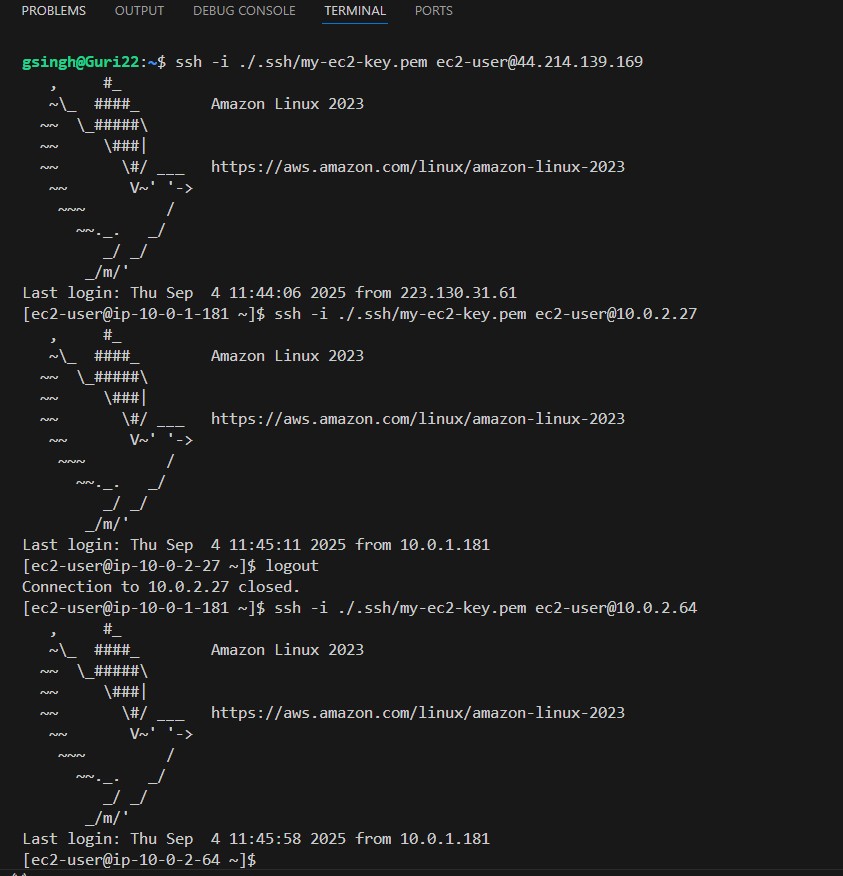 PROBLEMS OUTPUT DEBUG CONSOLE TERMINAL PORTS
gsingh@Guri22:~$ ssh -i ./.ssh/my-ec2-key.pem ec2-user@44.214.139.169
   ,     #_
   ~\_  ####_        Amazon Linux 2023
  ~~  \_#####\
  ~~     \###|
  ~~       \#/ ___   https://aws.amazon.com/linux/amazon-linux-2023
   ~~       V~' '->
    ~~~         /
      ~~._.   _/
         _/ _/
       _/m/'
Last login: Thu Sep  4 11:44:06 2025 from 223.130.31.61
[ec2-user@ip-10-0-1-181 ~]$ ssh -i ./.ssh/my-ec2-key.pem ec2-user@10.0.2.27
   ,     #_
   ~\_  ####_        Amazon Linux 2023
  ~~  \_#####\
  ~~     \###|
  ~~       \#/ ___   https://aws.amazon.com/linux/amazon-linux-2023
   ~~       V~' '->
    ~~~         /
      ~~._.   _/
         _/ _/
       _/m/'
Last login: Thu Sep  4 11:45:11 2025 from 10.0.1.181
[ec2-user@ip-10-0-2-27 ~]$ logout
Connection to 10.0.2.27 closed.
[ec2-user@ip-10-0-1-181 ~]$ ssh -i ./.ssh/my-ec2-key.pem ec2-user@10.0.2.64
   ,     #_
   ~\_  ####_        Amazon Linux 2023
  ~~  \_#####\
  ~~     \###|
  ~~       \#/ ___   https://aws.amazon.com/linux/amazon-linux-2023
   ~~       V~' '->
    ~~~         /
      ~~._.   _/
         _/ _/
       _/m/'
Last login: Thu Sep  4 11:45:58 2025 from 10.0.1.181
[ec2-user@ip-10-0-2-64 ~]$